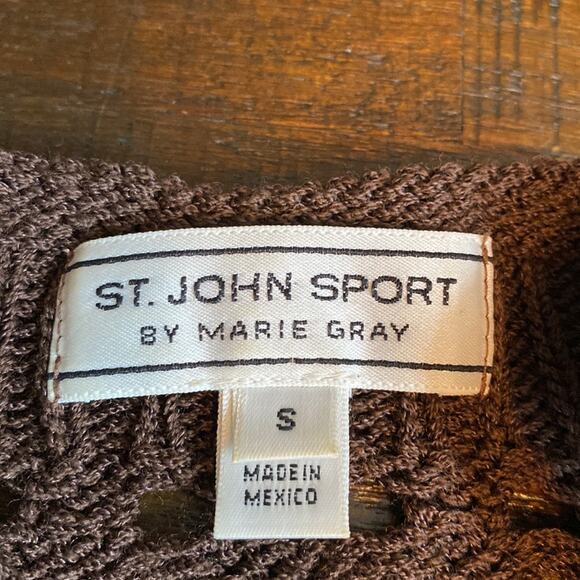 ST. JOHN SPORT
BY MARIE GRAY
S
MADE IN
MEXICO